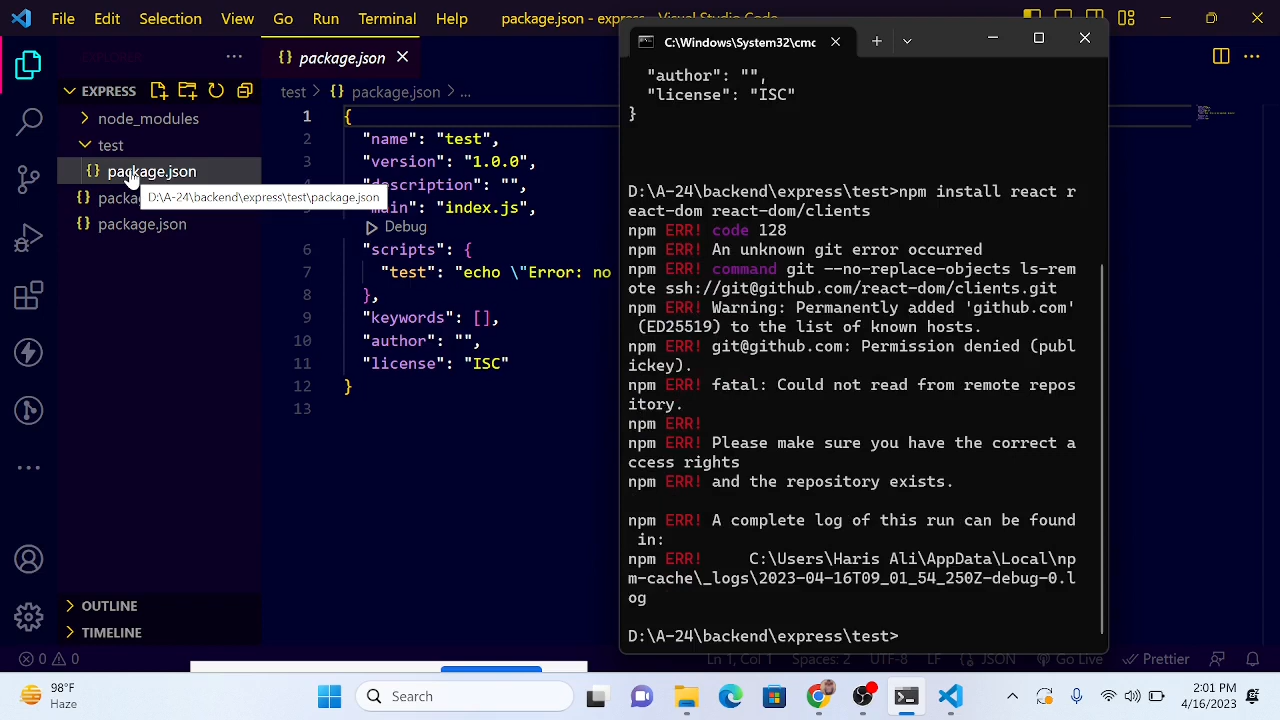 File Edit Selection View Go Run Terminal Help package.json - express - Visual Studio Code
EXPLORER
EXPRESS
node_modules
test
package.json
packa
package.json
D:\A-24\backend\express\test\package.json
OUTLINE
TIMELINE
package.json
test > package.json > ...
1 {
2 "name": "test",
3 "version": "1.0.0",
description": "",
main": "index.js",
Debug
6 "scripts": {
7 "test": "echo \"Error: no
8 },
9 "keywords": [],
10 "author": "",
11 "license": "ISC"
12 }
13
C:\Windows\System32\cmc
"author": "",
"license": "ISC"
}
D:\A-24\backend\express\test>npm install react r
eact-dom react-dom/clients
npm ERR! code 128
npm ERR! An unknown git error occurred
npm ERR! command git --no-replace-objects ls-rem
ote ssh://git@github.com/react-dom/clients.git
npm ERR! Warning: Permanently added 'github.com'
(ED25519) to the list of known hosts.
npm ERR! git@github.com: Permission denied (publ
ickey).
npm ERR! fatal: Could not read from remote repos
itory.
npm ERR!
npm ERR! Please make sure you have the correct a
ccess rights
npm ERR! and the repository exists.
npm ERR! A complete log of this run can be found
in:
npm ERR! C:\Users\Haris Ali\AppData\Local\np
m-cache\_logs\2023-04-16T09_01_54_250Z-debug-0.l
og
D:\A-24\backend\express\test>
0 0 Ln 1, Col 1 Spaces: 2 UTF-8 LF JSON Go Live Prettier
98°F
Haze
Search
2:01 PM
4/16/2023